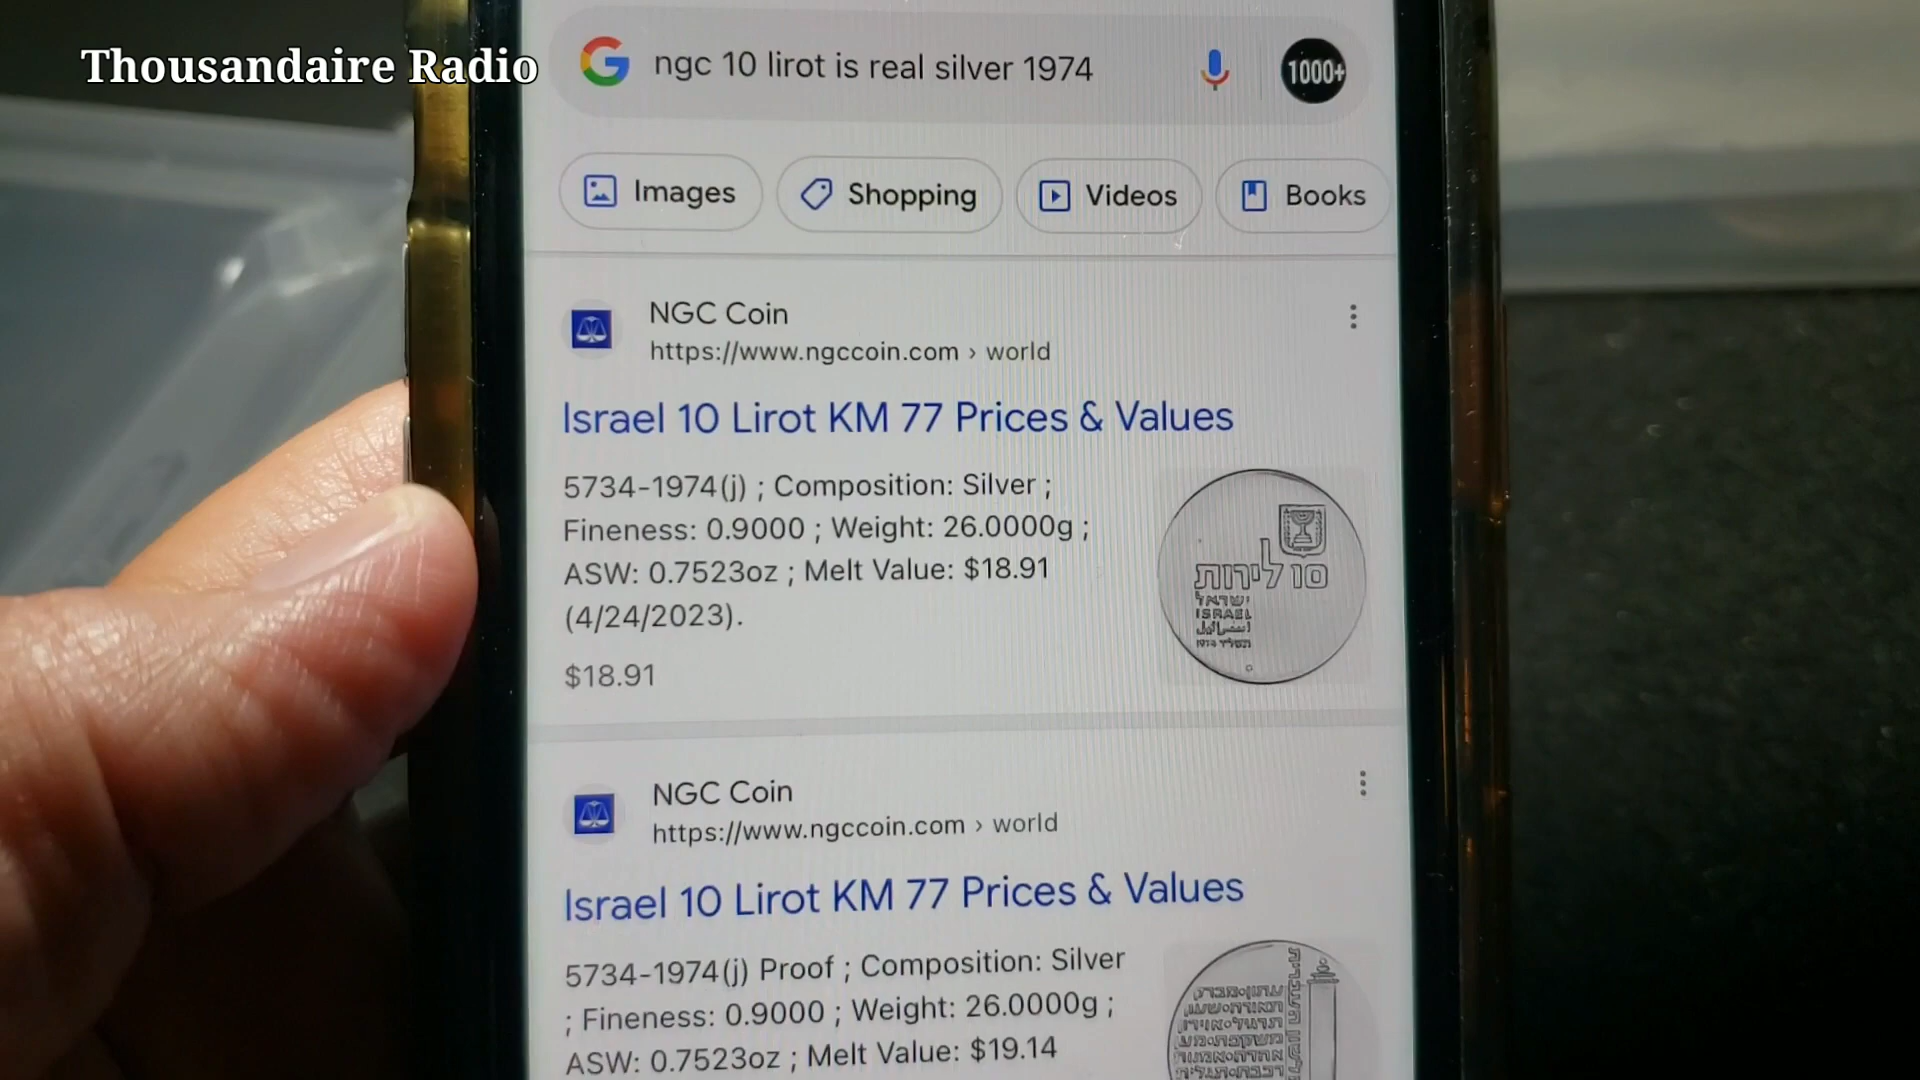 Thousandaire Radio
ngc 10 lirot is real silver 1974
1000+
Images
Shopping
Videos
Books
NGC Coin
https://www.ngccoin.com › world
Israel 10 Lirot KM 77 Prices & Values
5734-1974(j) ; Composition: Silver ;
Fineness: 0.9000 ; Weight: 26.0000g ;
ASW: 0.7523oz ; Melt Value: $18.91
(4/24/2023).
$18.91
10 לירות
ישראל
ISRAEL
اسرائيل
NGC Coin
https://www.ngccoin.com › world
Israel 10 Lirot KM 77 Prices & Values
5734-1974(j) Proof ; Composition: Silver
; Fineness: 0.9000 ; Weight: 26.0000g ;
ASW: 0.7523oz ; Melt Value: $19.14